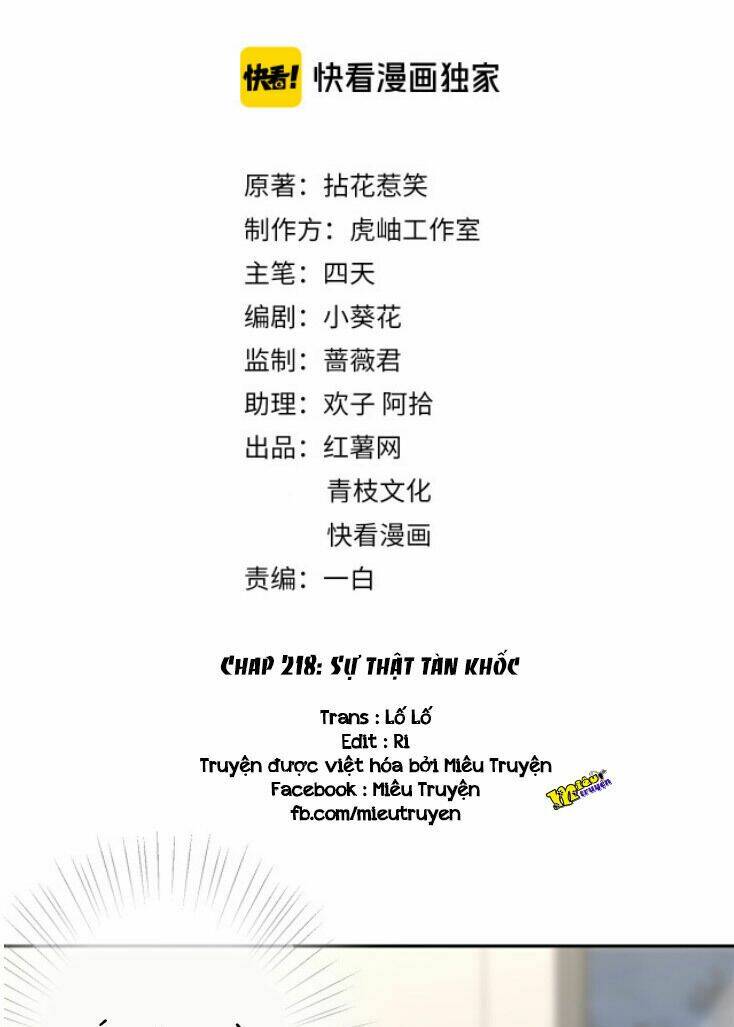 快看! 快看漫画独家
原著：拈花惹笑
制作方：虎岫工作室
主笔：四天
编剧：小葵花
监制：蔷薇君
助理：欢子 阿拾
出品：红薯网
青枝文化
快看漫画
责编：一白
Chap 218: Sự thật tàn khốc
Trans : Lố Lố
Edit : Ri
Truyện được việt hóa bởi Miêu Truyện
Facebook : Miêu Truyện
fb.com/mieutruyen
Miêu
truyện